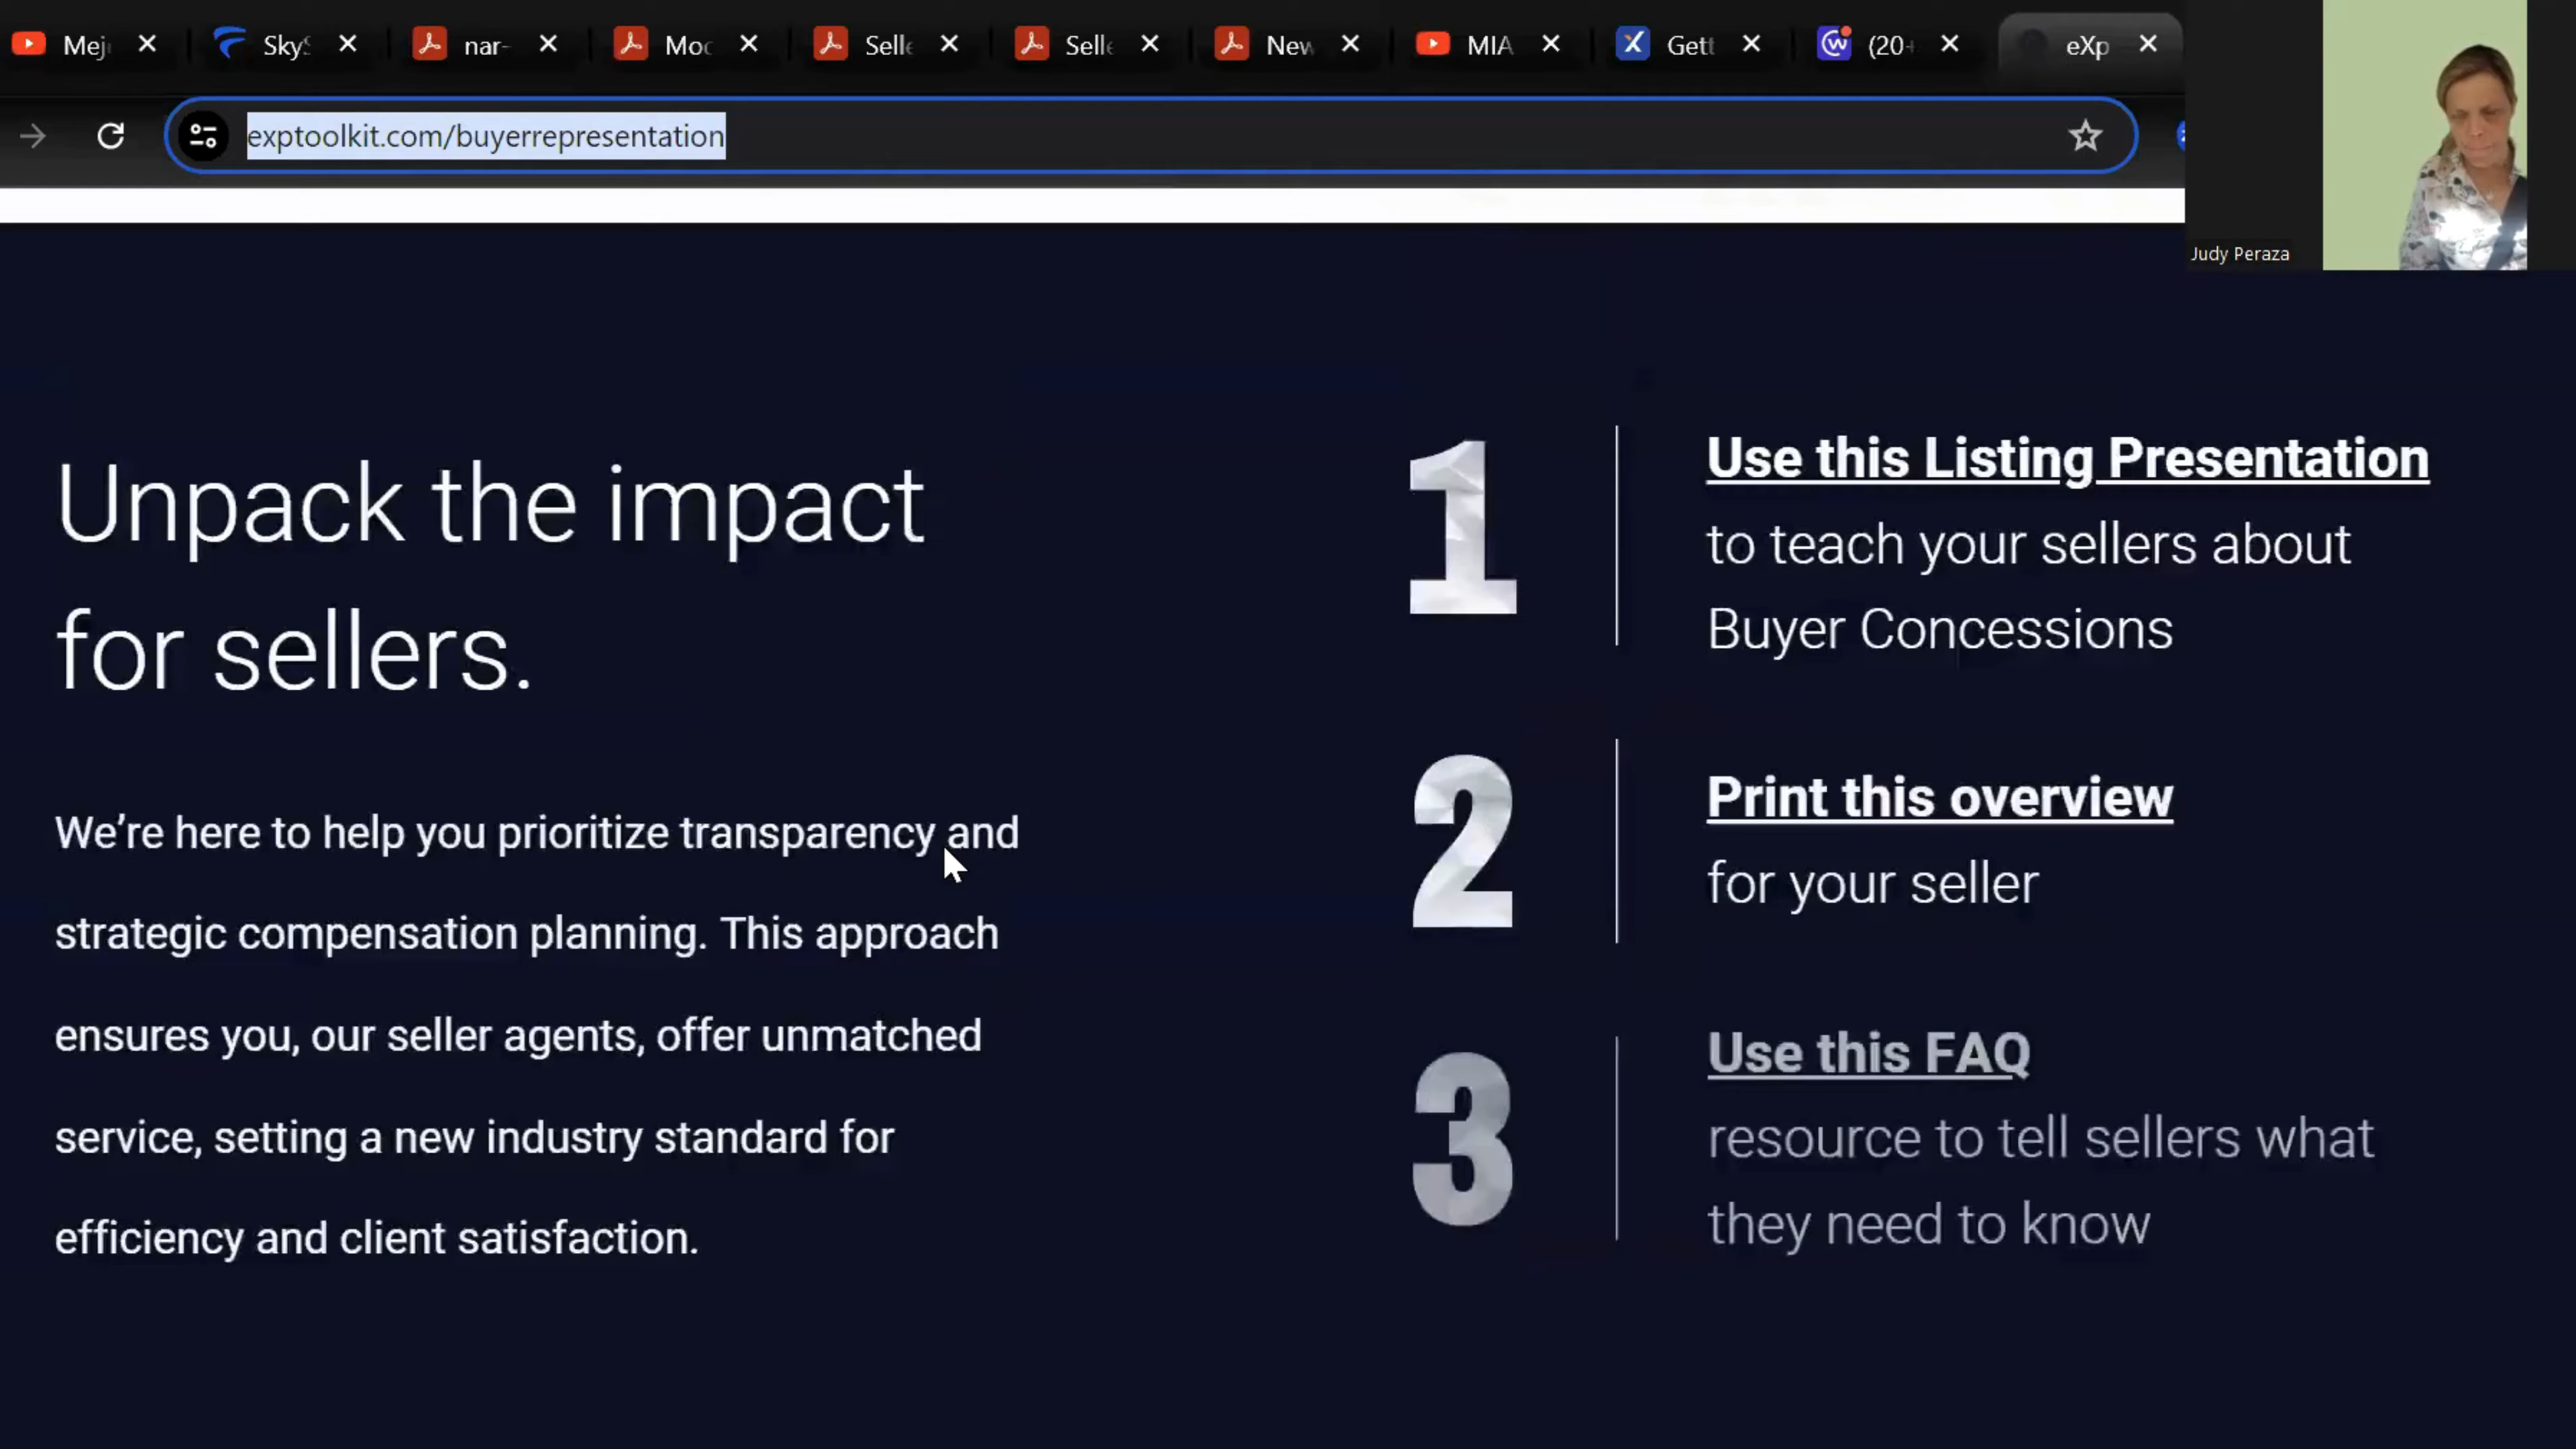 Mej
SkyS
nar-
Moc
Selle
Selle
New
MIA
Gett
(20+
eXp
exptoolkit.com/buyerrepresentation
Judy Peraza
Unpack the impact
for sellers.
We're here to help you prioritize transparency and
strategic compensation planning. This approach
ensures you, our seller agents, offer unmatched
service, setting a new industry standard for
efficiency and client satisfaction.
1
Use this Listing Presentation
to teach your sellers about
Buyer Concessions
2
Print this overview
for your seller
3
Use this FAQ
resource to tell sellers what
they need to know